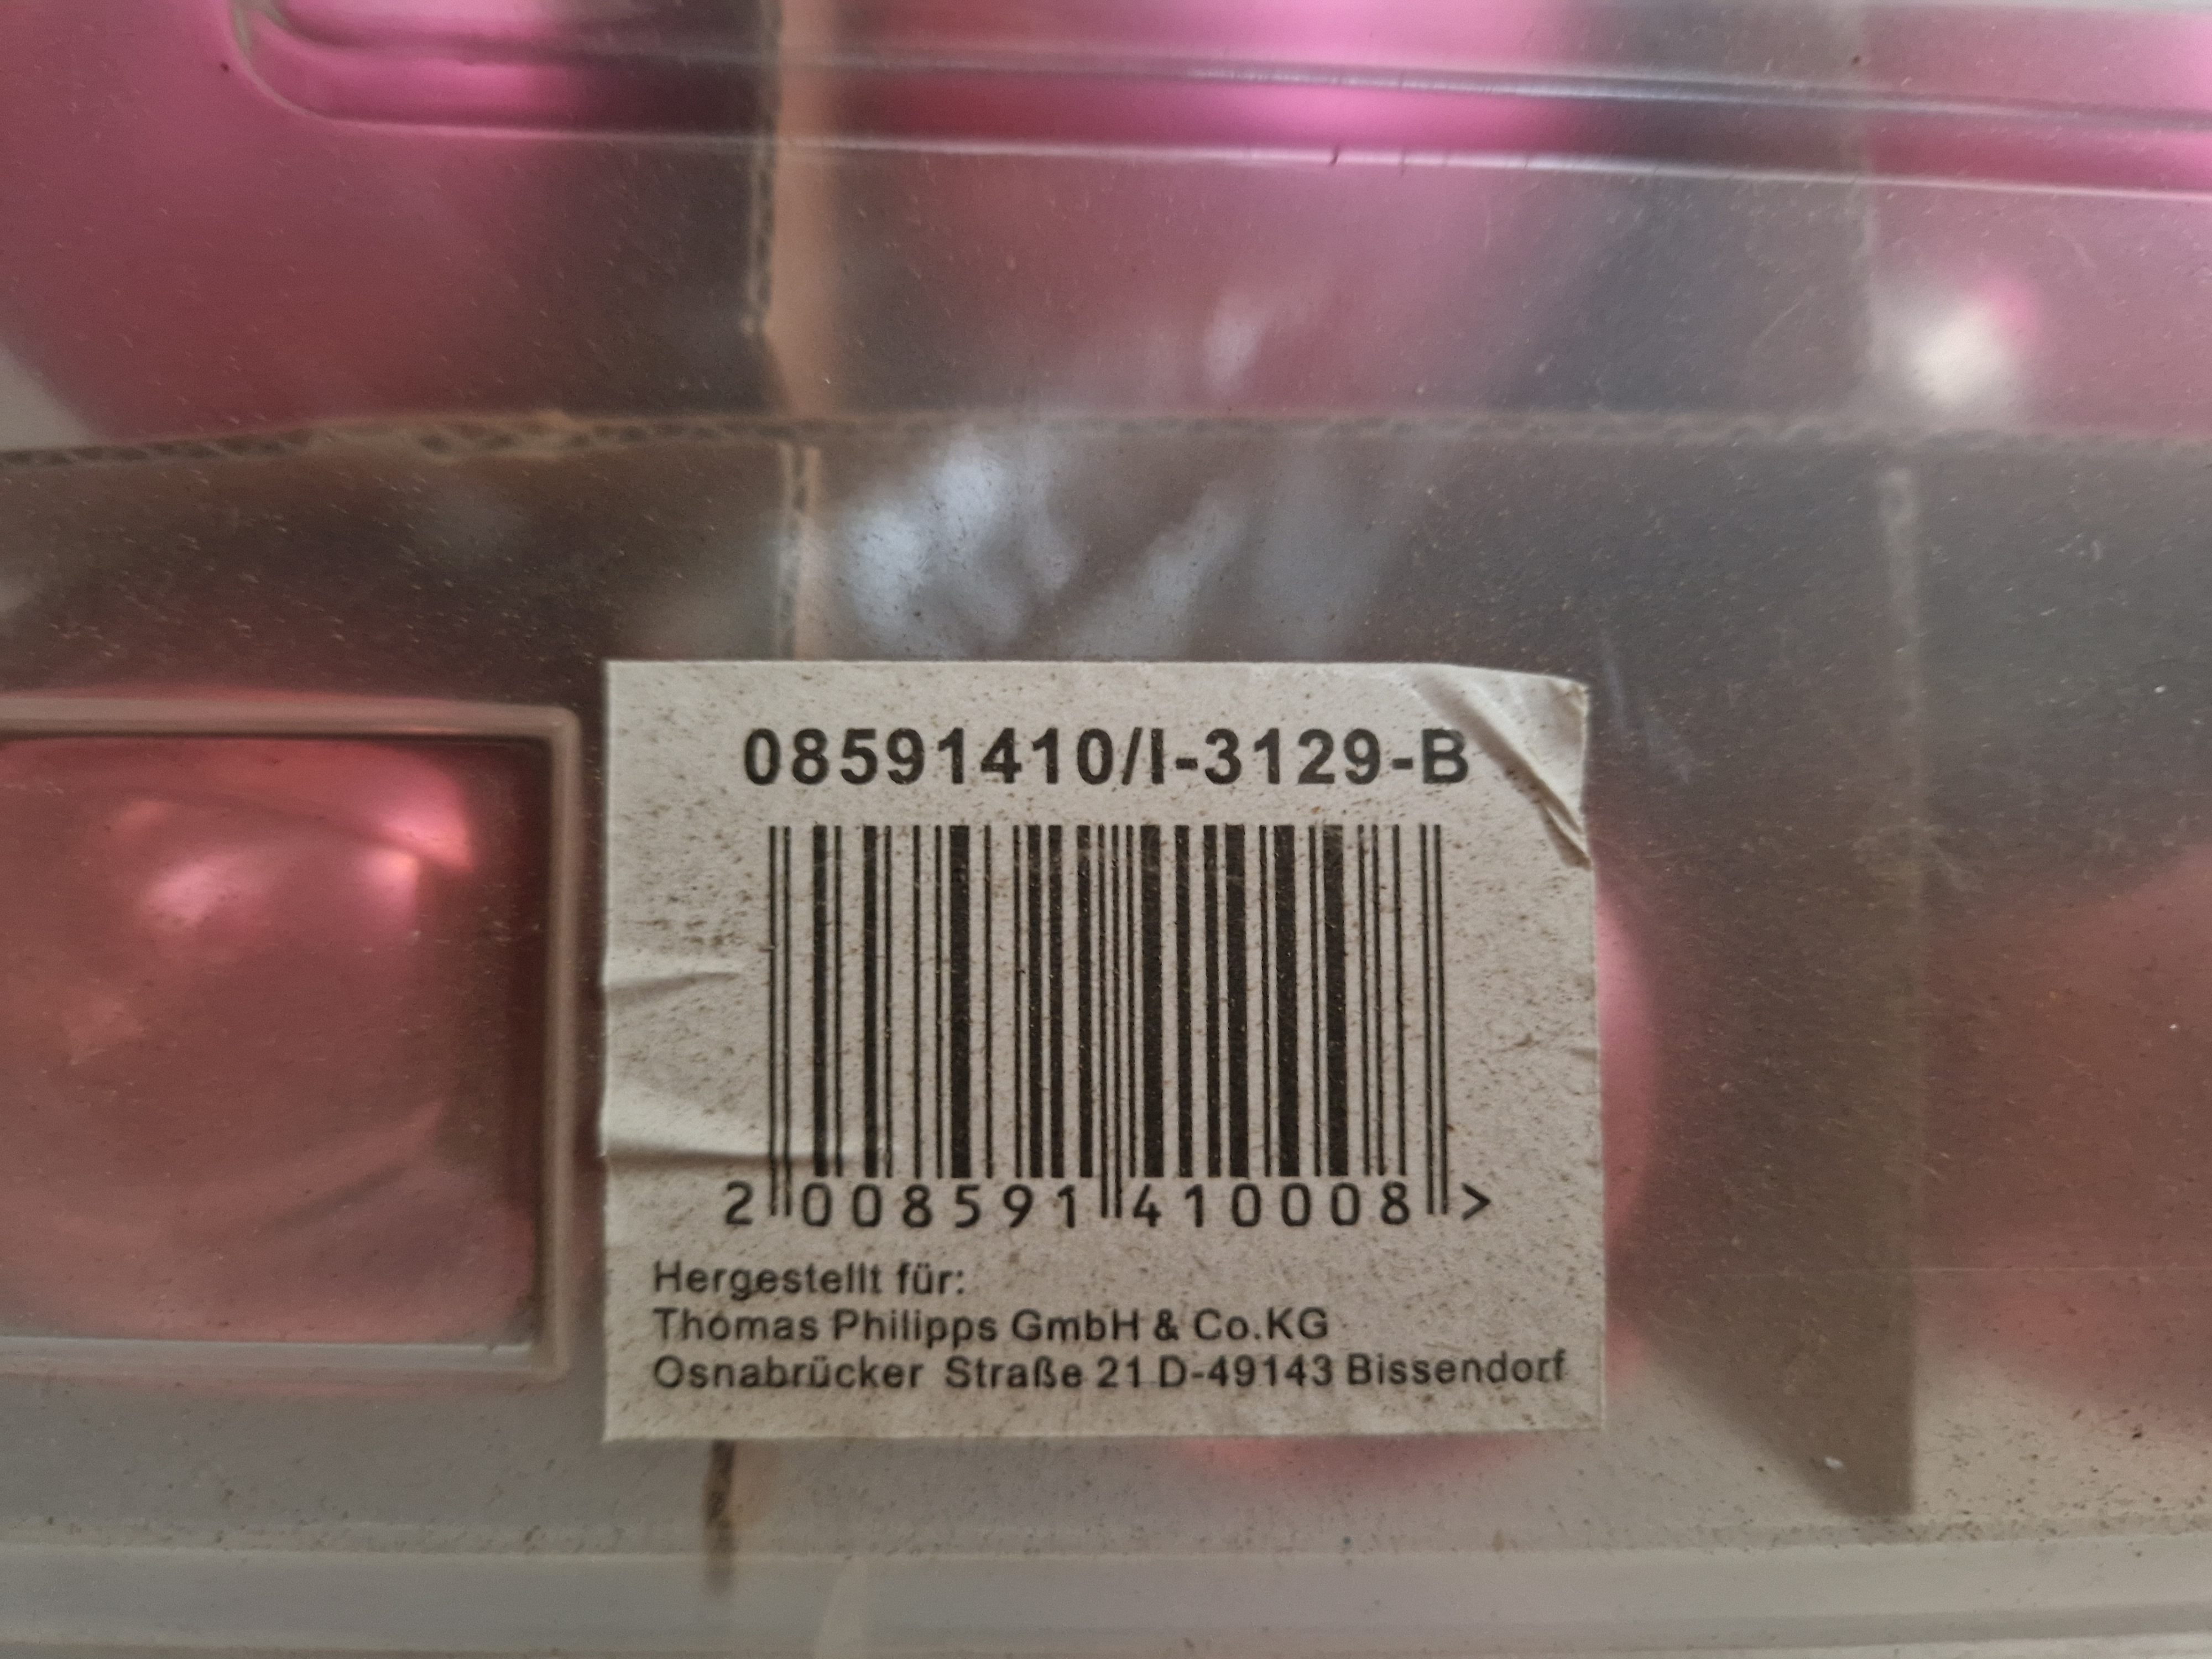 08591410/I-3129-B
2 008591 410008 >
Hergestellt für:
Thomas Philipps GmbH & Co.KG
Osnabrücker Straße 21 D-49143 Bissendorf